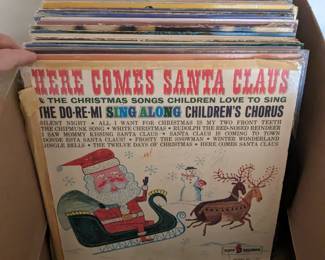 HERE COMES SANTA CLAUS
& THE CHRISTMAS SONGS CHILDREN LOVE TO SING
THE DO-RE-MI SING ALONG CHILDREN'S CHORUS
SILENT NIGHT · ALL I WANT FOR CHRISTMAS IS MY TWO FRONT TEETH
THE CHIPMUNK SONG · WHITE CHRISTMAS · RUDOLPH THE RED-NOSED REINDEER
I SAW MOMMY KISSING SANTA CLAUS · SANTA CLAUS IS COMING TO TOWN
DONDE ESTA SANTA CLAUS? · FROSTY THE SNOWMAN · WINTER WONDERLAND
JINGLE BELLS · THE TWELVE DAYS OF CHRISTMAS · HERE COMES SANTA CLAUS